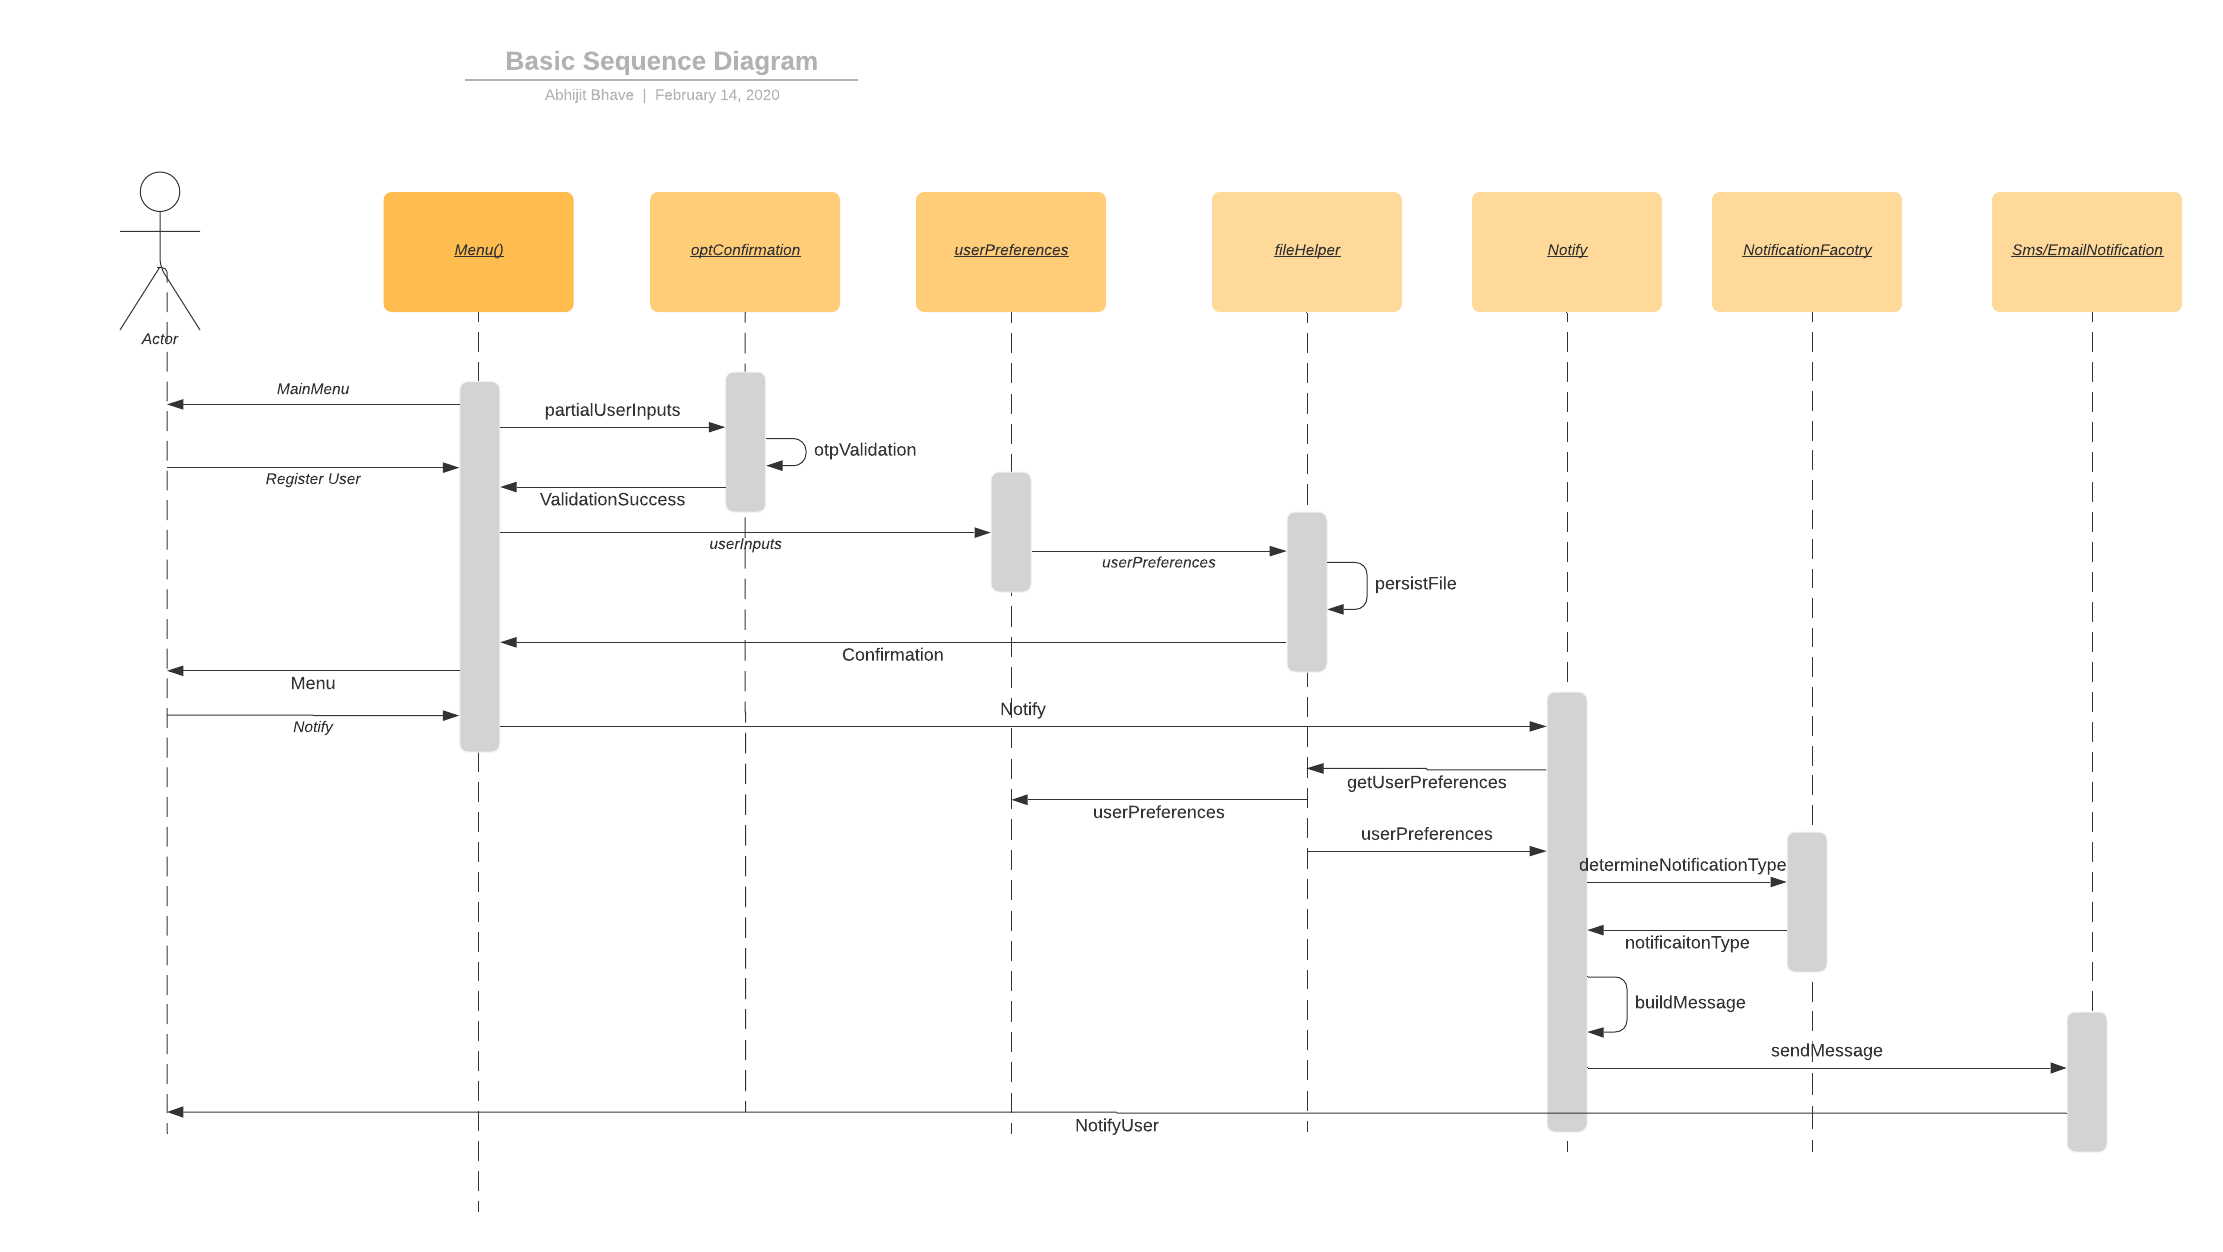 Basic Sequence Diagram
Abhijit Bhave | February 14, 2020
Actor
Menu()
optConfirmation
userPreferences
fileHelper
Notify
NotificationFacotry
Sms/EmailNotification
MainMenu
partialUserInputs
otpValidation
Register User
ValidationSuccess
userInputs
userPreferences
persistFile
Confirmation
Menu
Notify
Notify
getUserPreferences
userPreferences
userPreferences
determineNotificationType
notificaitonType
buildMessage
sendMessage
NotifyUser